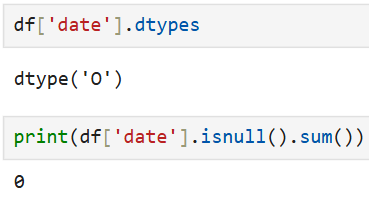 df['date'].dtypes
dtype('O')
print(df['date'].isnull().sum())
0